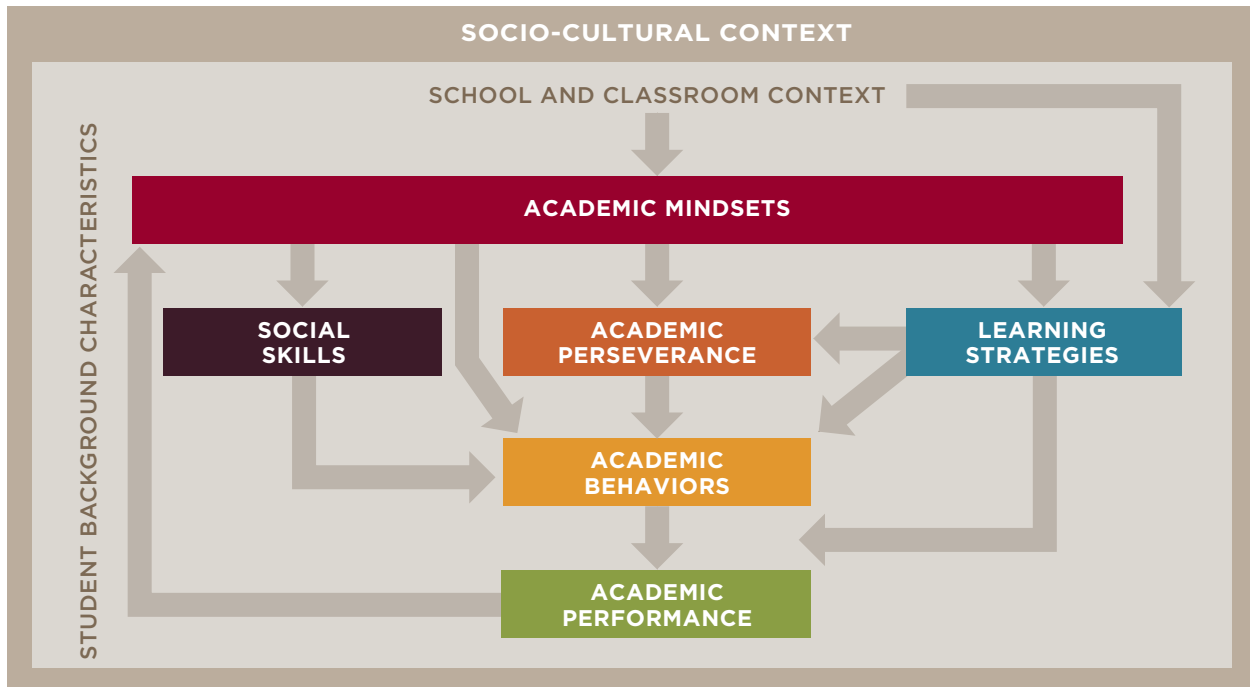 SOCIO-CULTURAL CONTEXT
SCHOOL AND CLASSROOM CONTEXT
STUDENT BACKGROUND CHARACTERISTICS
ACADEMIC MINDSETS
SOCIAL
SKILLS
ACADEMIC
PERSEVERANCE
LEARNING
STRATEGIES
ACADEMIC
BEHAVIORS
ACADEMIC
PERFORMANCE